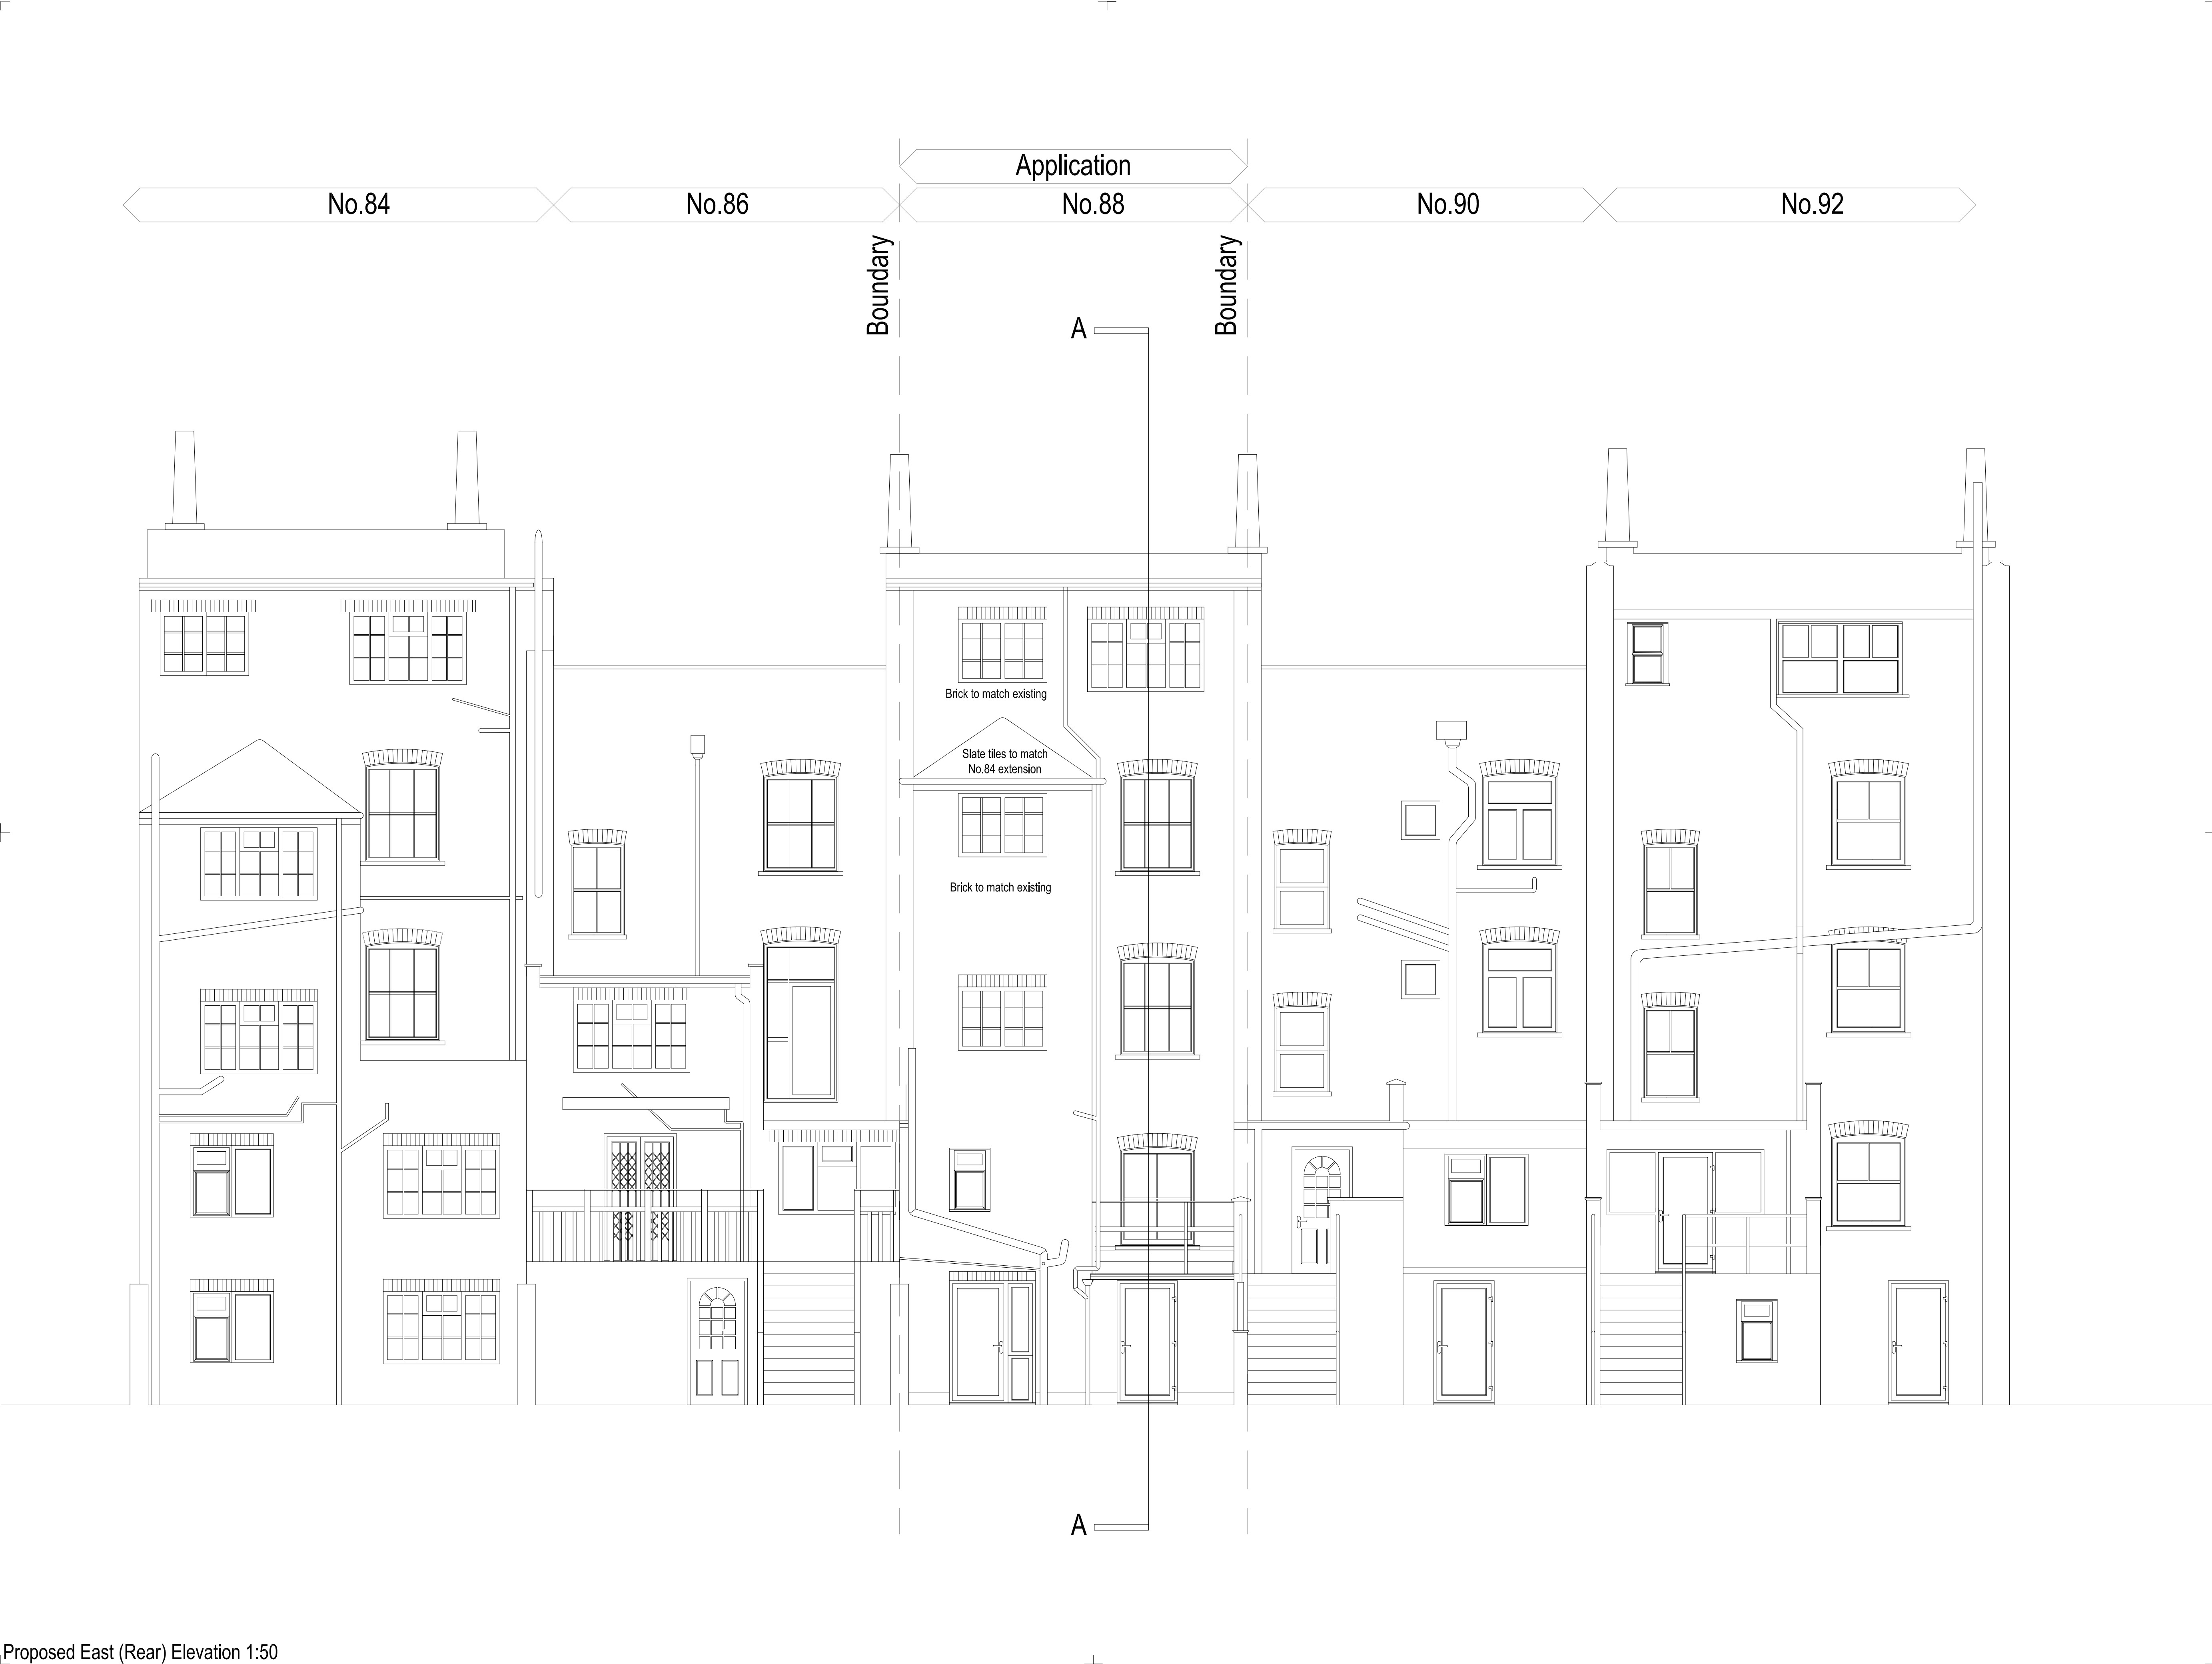 Application
No.84
No.86
No.88
No.90
No.92
Boundary
Boundary
A
Brick to match existing
Slate tiles to match
No.84 extension
Brick to match existing
A
Proposed East (Rear) Elevation 1:50